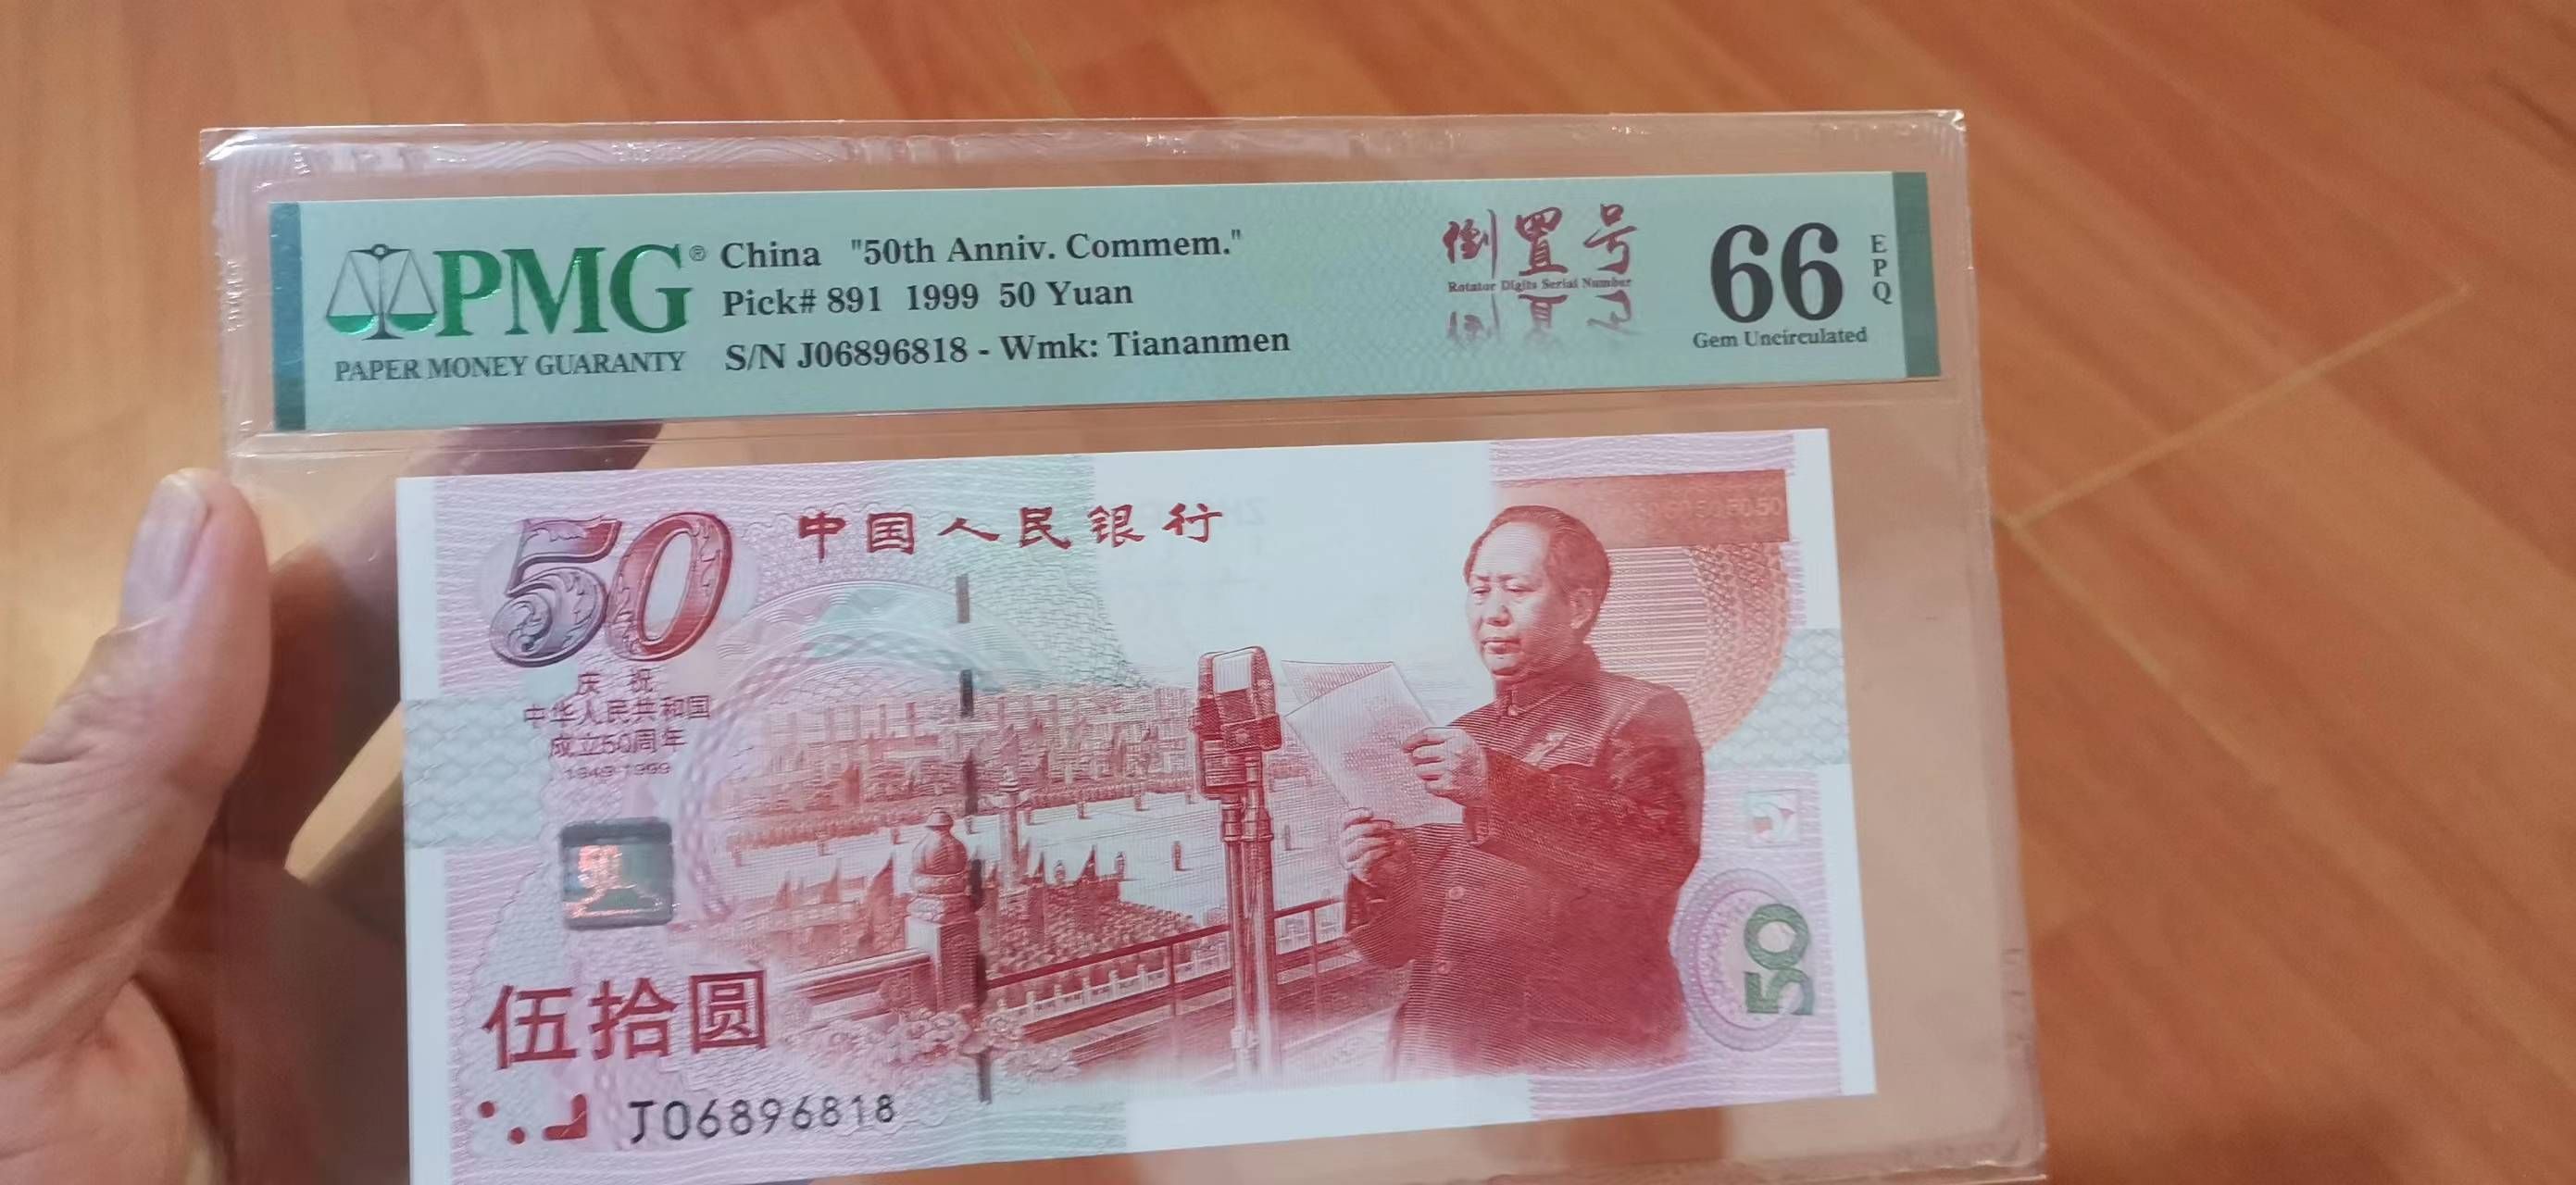 PMG®
PAPER MONEY GUARANTY
China "50th Anniv. Commem."
Pick# 891 1999 50 Yuan
S/N J06896818 - Wmk: Tiananmen
倒置号
Rotator Digits Serial Number
66
EPQ
Gem Uncirculated
50
中国人民银行
庆祝
中华人民共和国
成立50周年
1949-1999
50
伍拾圆
J06896818
50